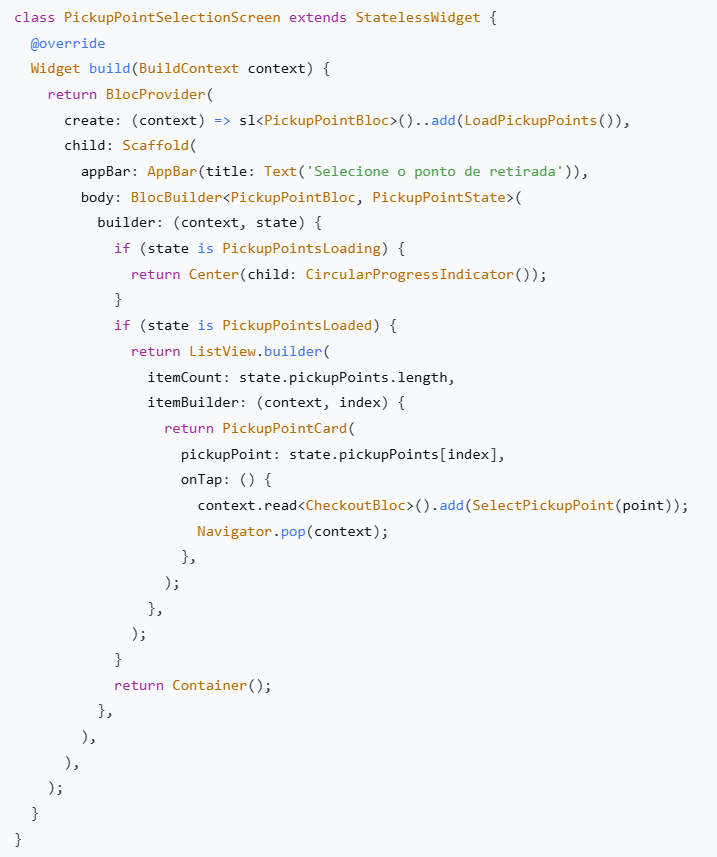 class PickupPointSelectionScreen extends StatelessWidget {
  @override
  Widget build(BuildContext context) {
    return BlocProvider(
      create: (context) => sl<PickupPointBloc>()..add(LoadPickupPoints()),
      child: Scaffold(
        appBar: AppBar(title: Text('Selecione o ponto de retirada')),
        body: BlocBuilder<PickupPointBloc, PickupPointState>(
          builder: (context, state) {
            if (state is PickupPointsLoading) {
              return Center(child: CircularProgressIndicator());
            }
            if (state is PickupPointsLoaded) {
              return ListView.builder(
                itemCount: state.pickupPoints.length,
                itemBuilder: (context, index) {
                  return PickupPointCard(
                    pickupPoint: state.pickupPoints[index],
                    onTap: () {
                      context.read<CheckoutBloc>().add(SelectPickupPoint(point));
                      Navigator.pop(context);
                    },
                  );
                },
              );
            }
            return Container();
          },
        ),
      ),
    );
  }
}